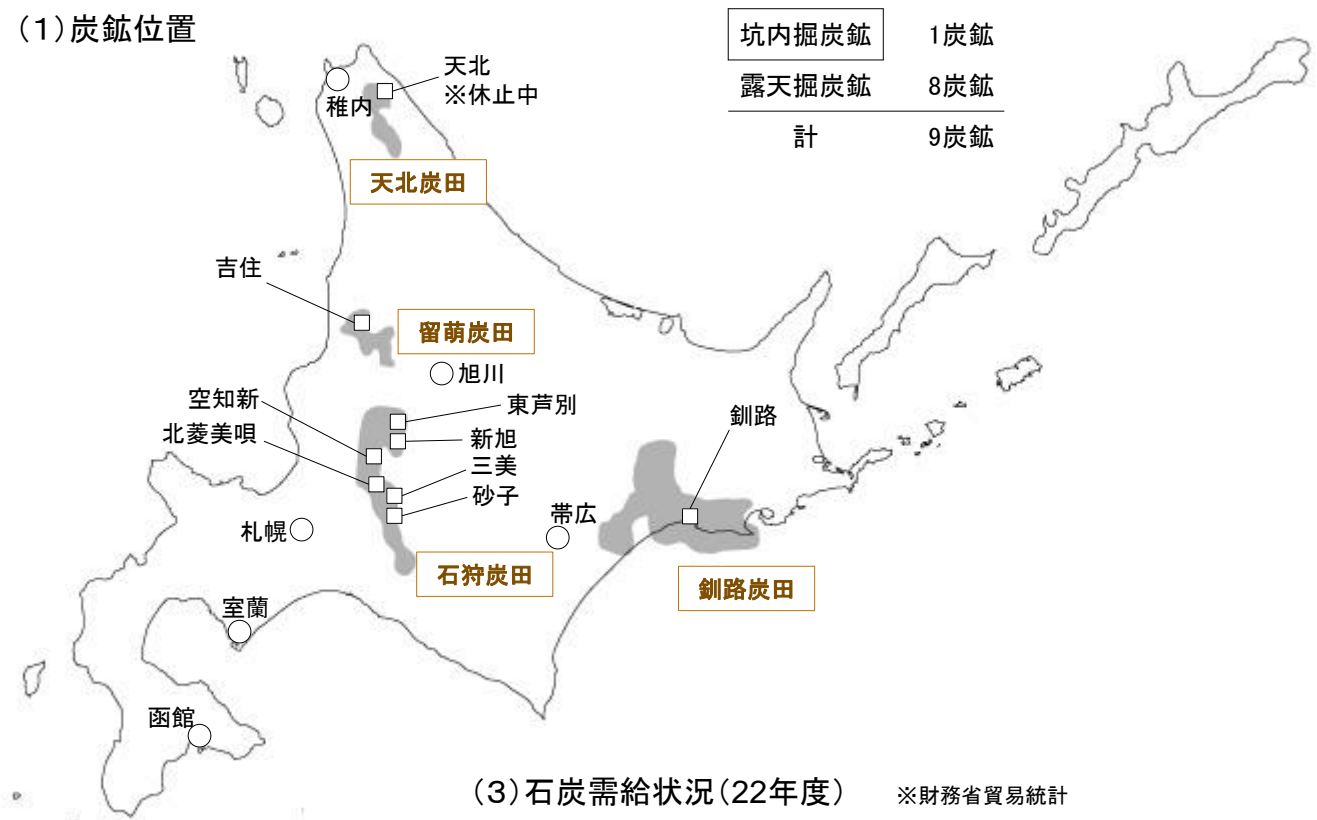 (1)炭鉱位置
坑内掘炭鉱 1炭鉱
露天掘炭鉱 8炭鉱
計 9炭鉱
天北
※休止中
稚内
天北炭田
吉住
留萌炭田
旭川
空知新
東芦別
北菱美唄
新旭
三美
砂子
釧路
札幌
帯広
石狩炭田
釧路炭田
室蘭
函館
(3)石炭需給状況(22年度) ※財務省貿易統計